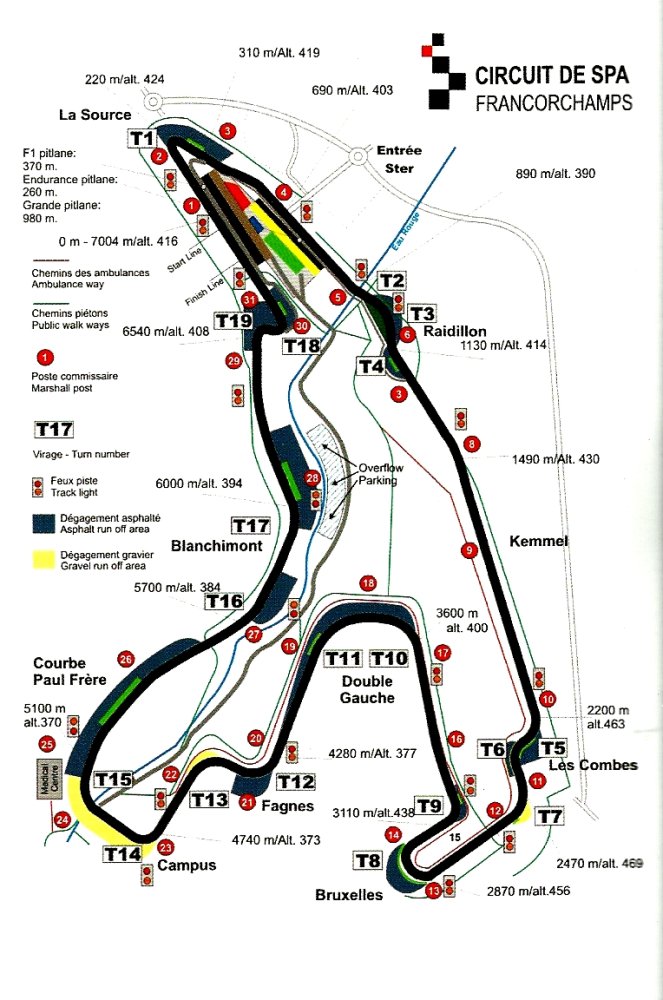 CIRCUIT DE SPA
FRANCORCHAMPS
310 m/Alt. 419
220 m/alt. 424
690 m/Alt. 403
La Source
T1
3
2
Entrée
Ster
F1 pitlane:
370 m.
Endurance pitlane:
260 m.
Grande pitlane:
980 m.
890 m/alt. 390
4
1
Eau Rouge
0 m - 7004 m/alt. 416
Start Line
Finish Line
Chemins des ambulances
Ambulance way
Chemins piétons
Public walk ways
1
Poste commissaire
Marshall post
T17
Virage - Turn number
Feux piste
Track light
Dégagement asphalté
Asphalt run off area
Dégagement gravier
Gravel run off area
T2
5
31
T3
30
T19
6540 m/alt. 408
Raidillon
6
T18
1130 m/Alt. 414
29
T4
3
8
1490 m/Alt. 430
Overflow
Parking
28
6000 m/alt. 394
T17
Blanchimont
Kemmel
9
5700 m/alt. 384
T16
18
3600 m
alt. 400
27
19
17
26
T11
T10
Double
Gauche
Courbe
Paul Frère
10
5100 m
alt.370
2200 m
alt.463
25
20
16
T6
T5
Les Combes
4280 m/Alt. 377
Medical
Centre
T15
22
T12
11
T13
Fagnes
21
T9
12
T7
3110 m/alt.438
24
4740 m/Alt. 373
14
15
23
T14
Campus
T8
2470 m/alt. 469
13
2870 m/alt.456
Bruxelles